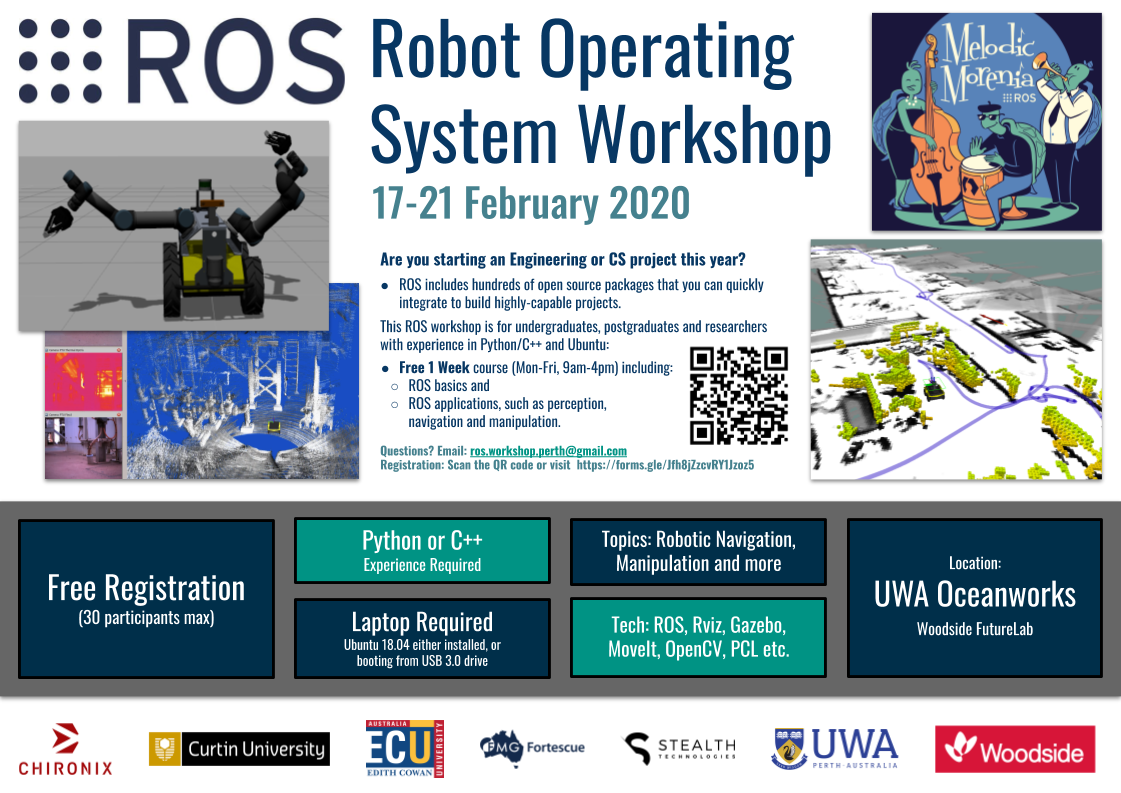 ROS
Robot Operating
System Workshop
17-21 February 2020
Melodic
Morenia
ROS
Are you starting an Engineering or CS project this year?
● ROS includes hundreds of open source packages that you can quickly
integrate to build highly-capable projects.
This ROS workshop is for undergraduates, postgraduates and researchers
with experience in Python/C++ and Ubuntu:
● Free 1 Week course (Mon-Fri, 9am-4pm) including:
○ ROS basics and
○ ROS applications, such as perception,
navigation and manipulation.
Questions? Email: ros.workshop.perth@gmail.com
Registration: Scan the QR code or visit https://forms.gle/Jfh8jZzcvRY1Jzoz5
Free Registration
(30 participants max)
Python or C++
Experience Required
Laptop Required
Ubuntu 18.04 either installed, or
booting from USB 3.0 drive
Topics: Robotic Navigation,
Manipulation and more
Tech: ROS, Rviz, Gazebo,
MoveIt, OpenCV, PCL etc.
Location:
UWA Oceanworks
Woodside FutureLab
CHIRONIX
Curtin University
AUSTRALIA
ECU
EDITH COWAN
UNIVERSITY
FMG Fortescue
STEALTH
TECHNOLOGIES
UWA
PERTH·AUSTRALIA
Woodside